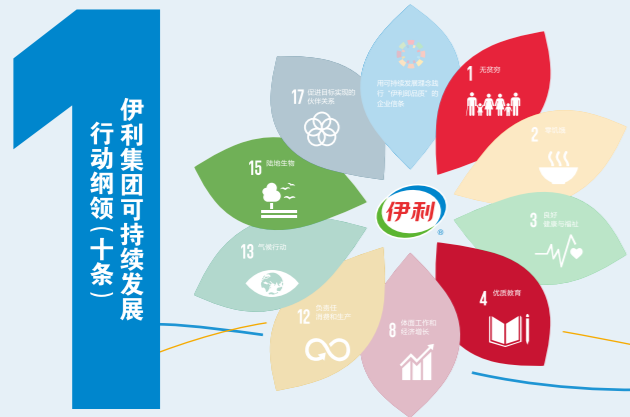 伊利集团可持续发展
行动纲领（十条）
用可持续发展理念践
行“伊利即品质”的
企业信条
1 无贫穷
2 零饥饿
3 良好
健康与福祉
4 优质教育
8 体面工作和
经济增长
12 负责任
消费和生产
13 气候行动
15 陆地生物
17 促进目标实现的
伙伴关系
伊利
®